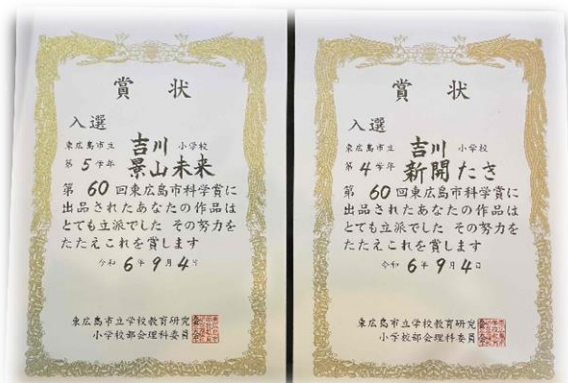 賞状
入選
東広島市立 吉川 小学校
第5学年 景山未来
第60回東広島市科学賞に
出品されたあなたの作品は
とても立派でした その努力を
たたえこれを賞します
令和6年9月4日
東広島市立学校教育研究
小学校部会理科委員
賞状
入選
東広島市立 吉川 小学校
第4学年 新開たき
第60回東広島市科学賞に
出品されたあなたの作品は
とても立派でした その努力を
たたえこれを賞します
令和6年9月4日
東広島市立学校教育研究
小学校部会理科委員